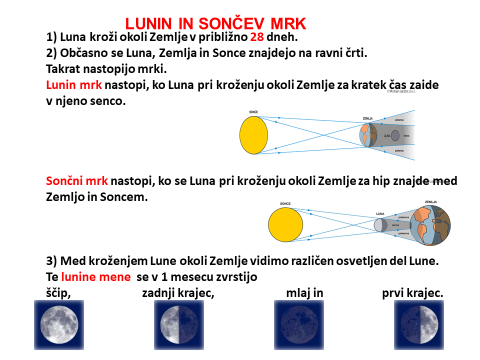 LUNIN IN SONČEV MRK
1) Luna kroži okoli Zemlje v približno 28 dneh.
2) Občasno se Luna, Zemlja in Sonce znajdejo na ravni črti.
Takrat nastopijo mrki.
Lunin mrk nastopi, ko Luna pri kroženju okoli Zemlje za kratek čas zaide
v njeno senco.
SONCE
ZEMLJA
LUNA
Sončni mrk nastopi, ko se Luna pri kroženju okoli Zemlje za hip znajde med
Zemljo in Soncem.
SONCE
LUNA
ZEMLJA
3) Med kroženjem Lune okoli Zemlje vidimo različen osvetljen del Lune.
Te lunine mene se v 1 mesecu zvrstijo
ščip, zadnji krajec, mlaj in prvi krajec.